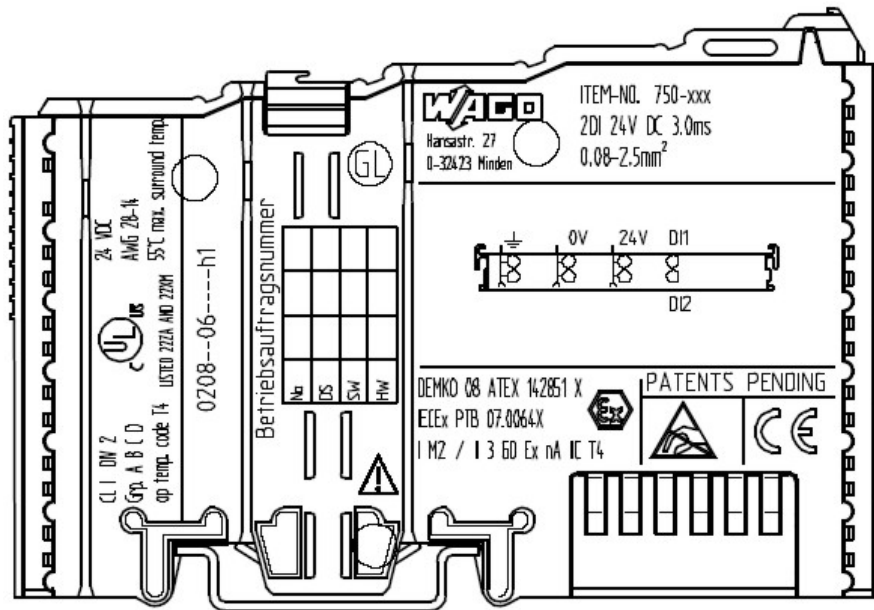 WAGO
Hansastr. 27
D-32423 Minden
ITEM-NO. 750-xxx
2DI 24V DC 3.0ms
0.08-2.5mm²
GL
0V 24V DI1
DI2
24 VDC
AWG 28-14
55°C max. surround temp.
c UL us
LISTED 22ZA AND 22XM
CL I DIV 2
Grp. A B C D
op temp. code T4
0208--06----h1
Betriebsauftragsnummer
No
DS
SW
HW
DEMKO 08 ATEX 142851 X
IECEx PTB 07.0064X
I M2 / II 3 GD Ex nA IIC T4
Ex
PATENTS PENDING
CE